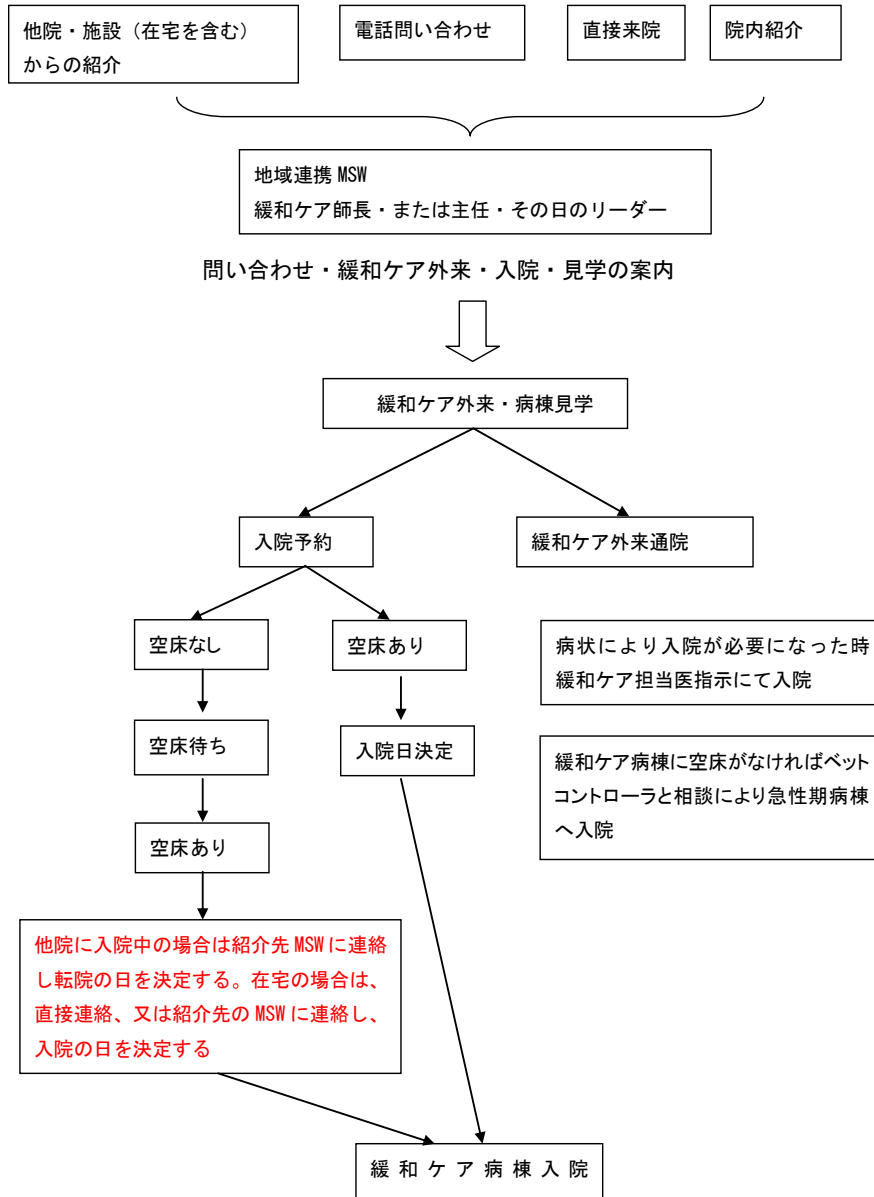 他院・施設（在宅を含む）
からの紹介
電話問い合わせ
直接来院
院内紹介
地域連携 MSW
緩和ケア師長・または主任・その日のリーダー
問い合わせ・緩和ケア外来・入院・見学の案内
緩和ケア外来・病棟見学
入院予約
緩和ケア外来通院
空床なし
空床あり
病状により入院が必要になった時
緩和ケア担当医指示にて入院
空床待ち
入院日決定
緩和ケア病棟に空床がなければベット
コントローラと相談により急性期病棟
へ入院
空床あり
他院に入院中の場合は紹介先 MSW に連絡
し転院の日を決定する。在宅の場合は、
直接連絡、又は紹介先の MSW に連絡し、
入院の日を決定する
緩和ケア病棟入院